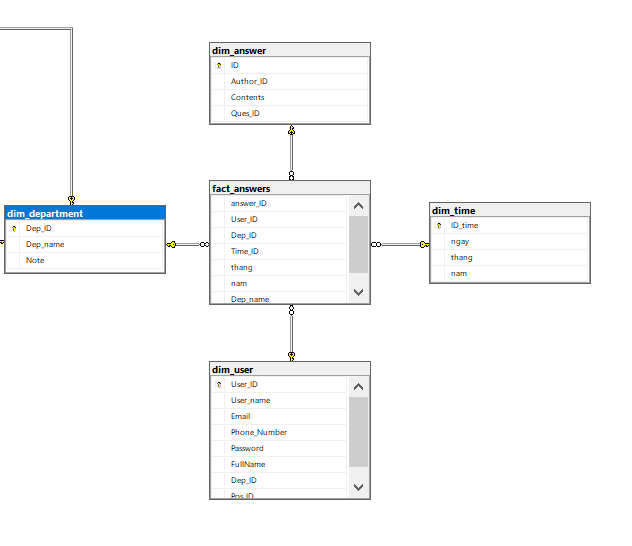 dim_answer
ID
Author_ID
Contents
Ques_ID
fact_answers
answer_ID
User_ID
Dep_ID
Time_ID
thang
nam
Dep_name
dim_department
Dep_ID
Dep_name
Note
dim_time
ID_time
ngay
thang
nam
dim_user
User_ID
User_name
Email
Phone_Number
Password
FullName
Dep_ID
Pos_ID